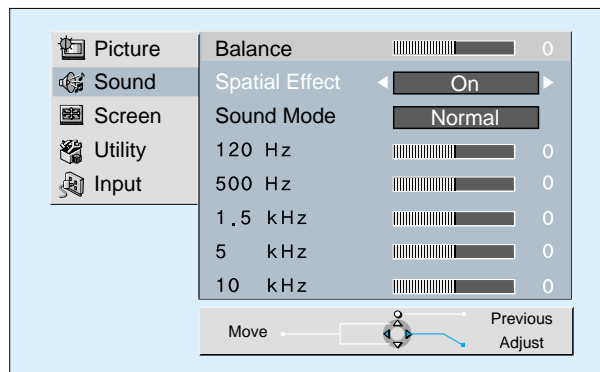 Picture
Sound
Screen
Utility
Input
Balance 0
Spatial Effect On
Sound Mode Normal
120 Hz 0
500 Hz 0
1.5 kHz 0
5 kHz 0
10 kHz 0
Move
Previous
Adjust